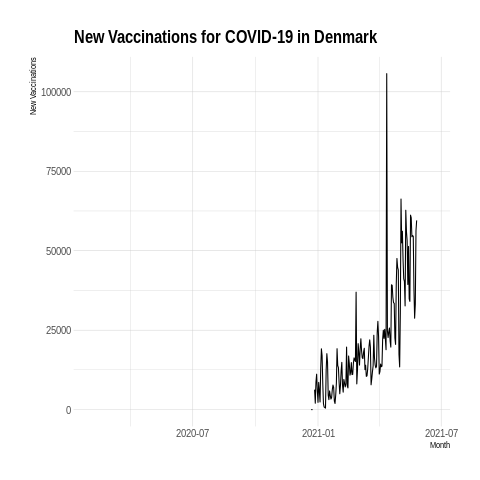 New Vaccinations for COVID-19 in Denmark
New Vaccinations
100000
75000
50000
25000
0
2020-07
2021-01
2021-07
Month